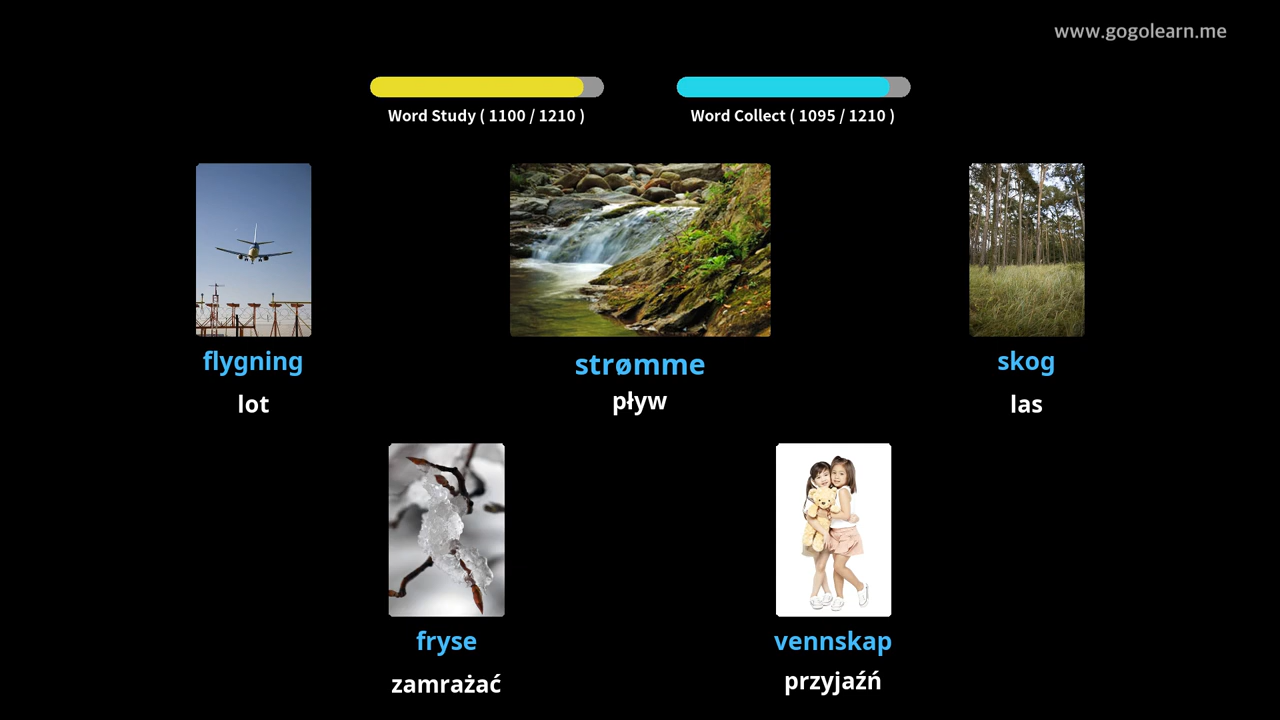 www.gogolearn.me
Word Study ( 1100 / 1210 )
Word Collect ( 1095 / 1210 )
flygning
lot
strømme
pływ
skog
las
fryse
zamrażać
vennskap
przyjaźń